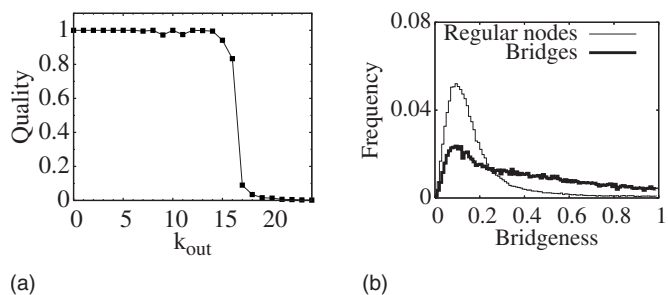 1
0.8
0.6
0.4
0.2
0
Quality
0 5 10 15 20
k_out
(a)
0.08
0.04
0
Frequency
Regular nodes
Bridges
0 0.2 0.4 0.6 0.8 1
Bridgeness
(b)